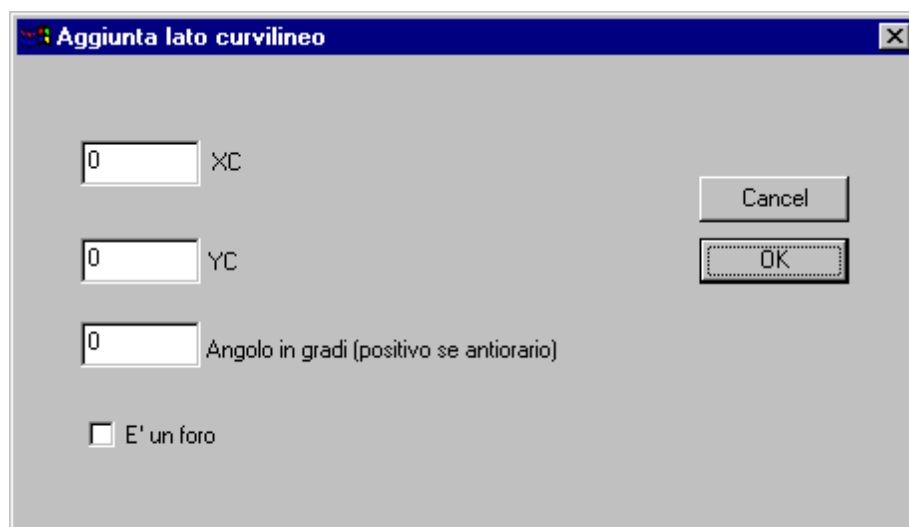 Aggiunta lato curvilineo
0 XC
Cancel
0 YC
OK
0 Angolo in gradi (positivo se antiorario)
E' un foro